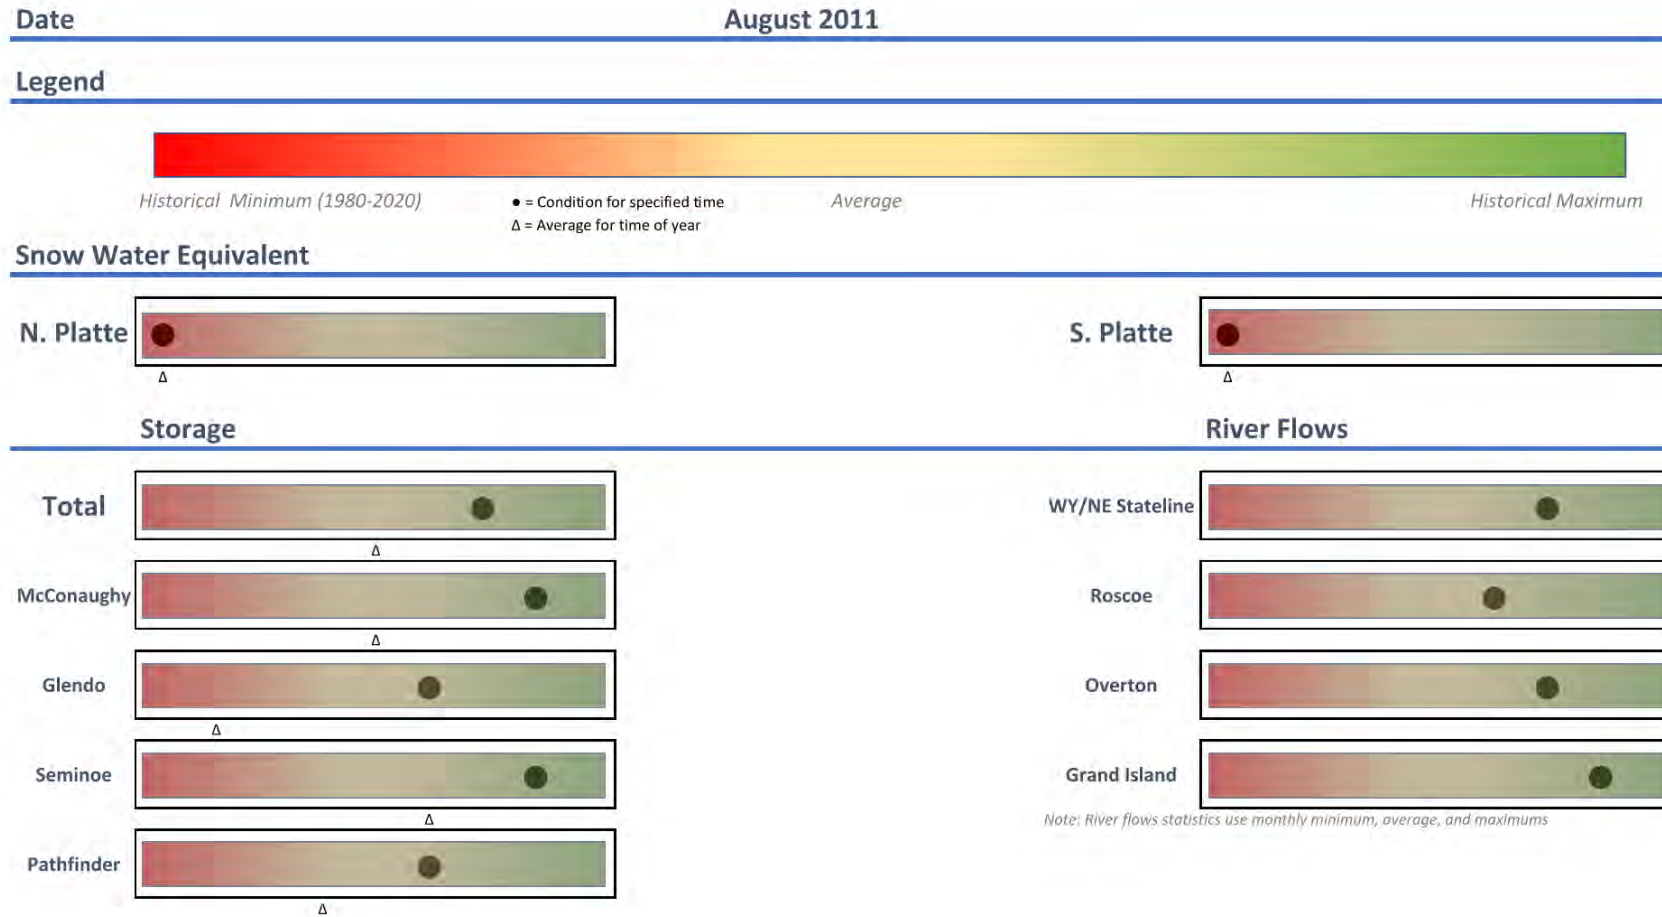 Date August 2011
Legend
Historical Minimum (1980-2020) ● = Condition for specified time Average Historical Maximum
Δ = Average for time of year
Snow Water Equivalent
N. Platte S. Platte
Δ Δ
Storage River Flows
Total WY/NE Stateline
Δ
McConaughy Roscoe
Δ
Glendo Overton
Δ
Seminoe Grand Island
Δ Note: River flows statistics use monthly minimum, average, and maximums
Pathfinder
Δ